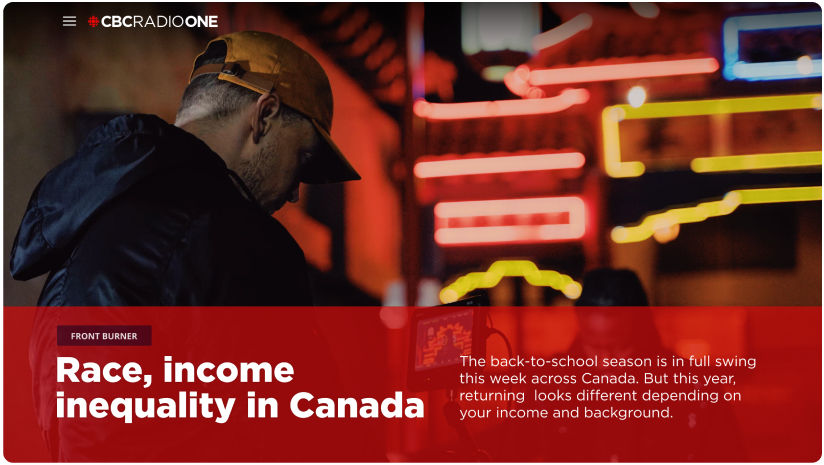 CBCRADIOONE
FRONT BURNER
Race, income
inequality in Canada
The back-to-school season is in full swing
this week across Canada. But this year,
returning  looks different depending on
your income and background.